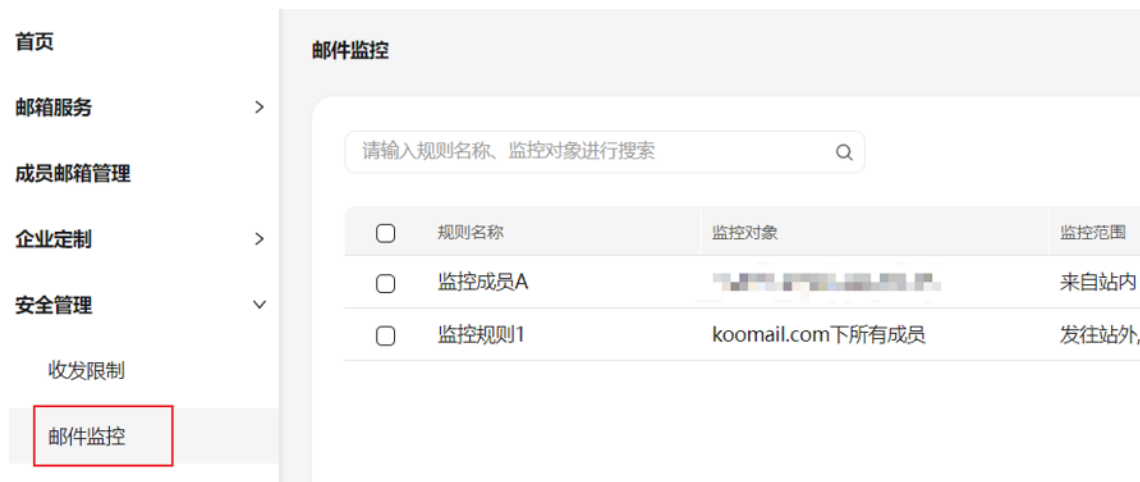 首页
邮箱服务
成员邮箱管理
企业定制
安全管理
收发限制
邮件监控
邮件监控
请输入规则名称、监控对象进行搜索
规则名称 监控对象 监控范围
监控成员A 来自站内
监控规则1 koomail.com下所有成员 发往站外,